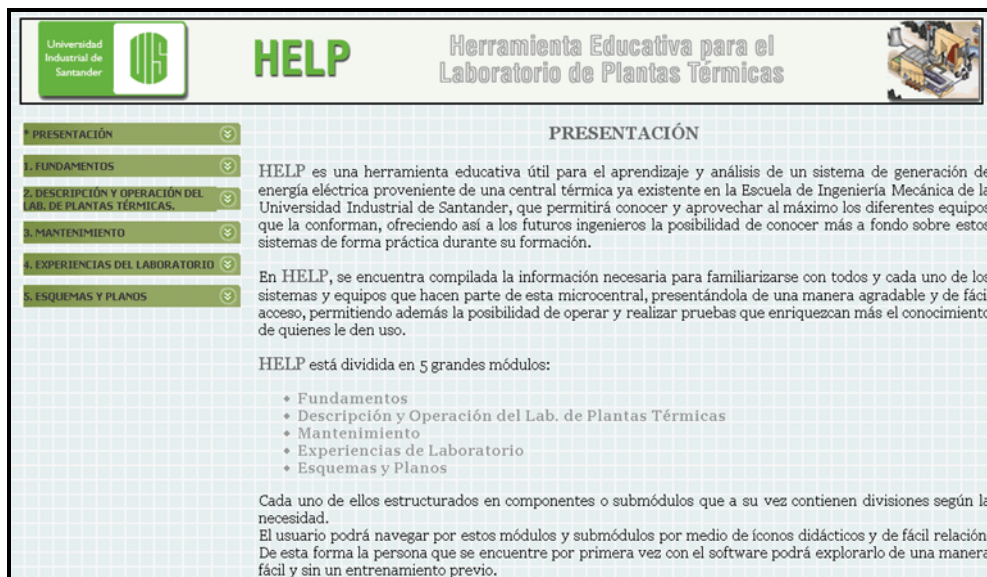 Universidad
Industrial de
Santander
UIS
HELP
Herramienta Educativa para el
Laboratorio de Plantas Térmicas
* PRESENTACIÓN
1. FUNDAMENTOS
2. DESCRIPCIÓN Y OPERACIÓN DEL
LAB. DE PLANTAS TÉRMICAS.
3. MANTENIMIENTO
4. EXPERIENCIAS DEL LABORATORIO
5. ESQUEMAS Y PLANOS
PRESENTACIÓN
HELP es una herramienta educativa útil para el aprendizaje y análisis de un sistema de generación de
energía eléctrica proveniente de una central térmica ya existente en la Escuela de Ingeniería Mecánica de la
Universidad Industrial de Santander, que permitirá conocer y aprovechar al máximo los diferentes equipos
que la conforman, ofreciendo así a los futuros ingenieros la posibilidad de conocer más a fondo sobre estos
sistemas de forma práctica durante su formación.
En HELP, se encuentra compilada la información necesaria para familiarizarse con todos y cada uno de los
sistemas y equipos que hacen parte de esta microcentral, presentándola de una manera agradable y de fáci
acceso, permitiendo además la posibilidad de operar y realizar pruebas que enriquezcan más el conocimiento
de quienes le den uso.
HELP está dividida en 5 grandes módulos:
• Fundamentos
• Descripción y Operación del Lab. de Plantas Térmicas
• Mantenimiento
• Experiencias de Laboratorio
• Esquemas y Planos
Cada uno de ellos estructurados en componentes o submódulos que a su vez contienen divisiones según la
necesidad.
El usuario podrá navegar por estos módulos y submódulos por medio de íconos didácticos y de fácil relación
De esta forma la persona que se encuentre por primera vez con el software podrá explorarlo de una manera
fácil y sin un entrenamiento previo.